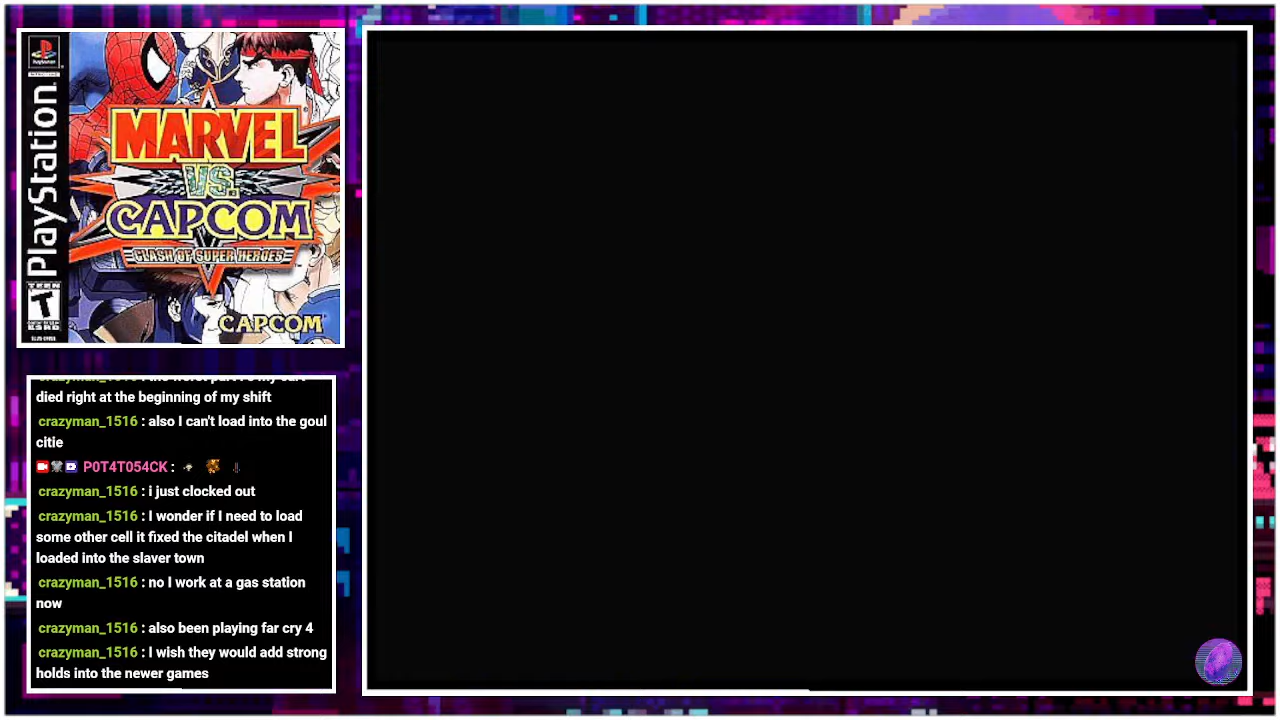 PlayStation
MARVEL
VS.
CAPCOM
CLASH OF SUPER HEROES
TEEN
T
ESRB
CAPCOM
died right at the beginning of my shift
crazyman_1516 : also I can't load into the goul
citie
P0T4T054CK :
crazyman_1516 : i just clocked out
crazyman_1516 : I wonder if I need to load
some other cell it fixed the citadel when I
loaded into the slaver town
crazyman_1516 : no I work at a gas station
now
crazyman_1516 : also been playing far cry 4
crazyman_1516 : I wish they would add strong
holds into the newer games